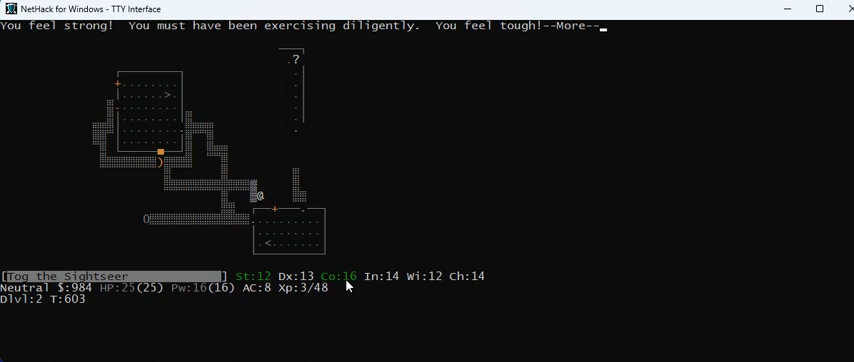 NetHack for Windows - TTY Interface
You feel strong!  You must have been exercising diligently.  You feel tough!--More--
?
+
>
)
@
+
0
<
[Tog the Sightseer] St:12 Dx:13 Co:16 In:14 Wi:12 Ch:14
Neutral $:984 HP:25(25) Pw:16(16) AC:8 Xp:3/48
Dlvl:2 T:603